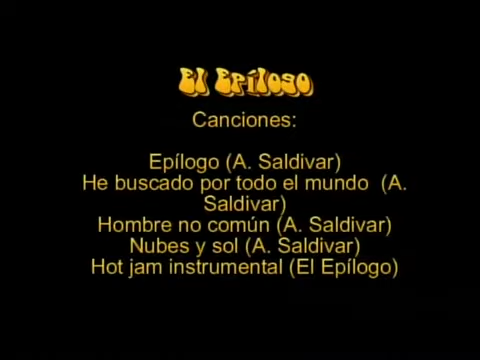 El Epílogo
Canciones:
Epílogo (A. Saldivar)
He buscado por todo el mundo (A.
Saldivar)
Hombre no común (A. Saldivar)
Nubes y sol (A. Saldivar)
Hot jam instrumental (El Epílogo)